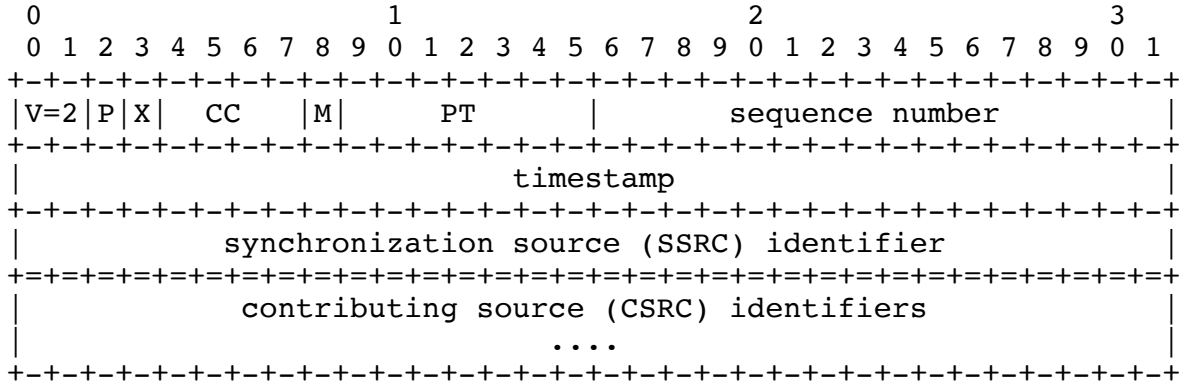 0                   1                   2                   3
 0 1 2 3 4 5 6 7 8 9 0 1 2 3 4 5 6 7 8 9 0 1 2 3 4 5 6 7 8 9 0 1
+-+-+-+-+-+-+-+-+-+-+-+-+-+-+-+-+-+-+-+-+-+-+-+-+-+-+-+-+-+-+-+-+
|V=2|P|X|  CC   |M|     PT      |       sequence number         |
+-+-+-+-+-+-+-+-+-+-+-+-+-+-+-+-+-+-+-+-+-+-+-+-+-+-+-+-+-+-+-+-+
|                           timestamp                           |
+-+-+-+-+-+-+-+-+-+-+-+-+-+-+-+-+-+-+-+-+-+-+-+-+-+-+-+-+-+-+-+-+
|           synchronization source (SSRC) identifier            |
+=+=+=+=+=+=+=+=+=+=+=+=+=+=+=+=+=+=+=+=+=+=+=+=+=+=+=+=+=+=+=+=+
|            contributing source (CSRC) identifiers             |
|                             ....                              |
+-+-+-+-+-+-+-+-+-+-+-+-+-+-+-+-+-+-+-+-+-+-+-+-+-+-+-+-+-+-+-+-+